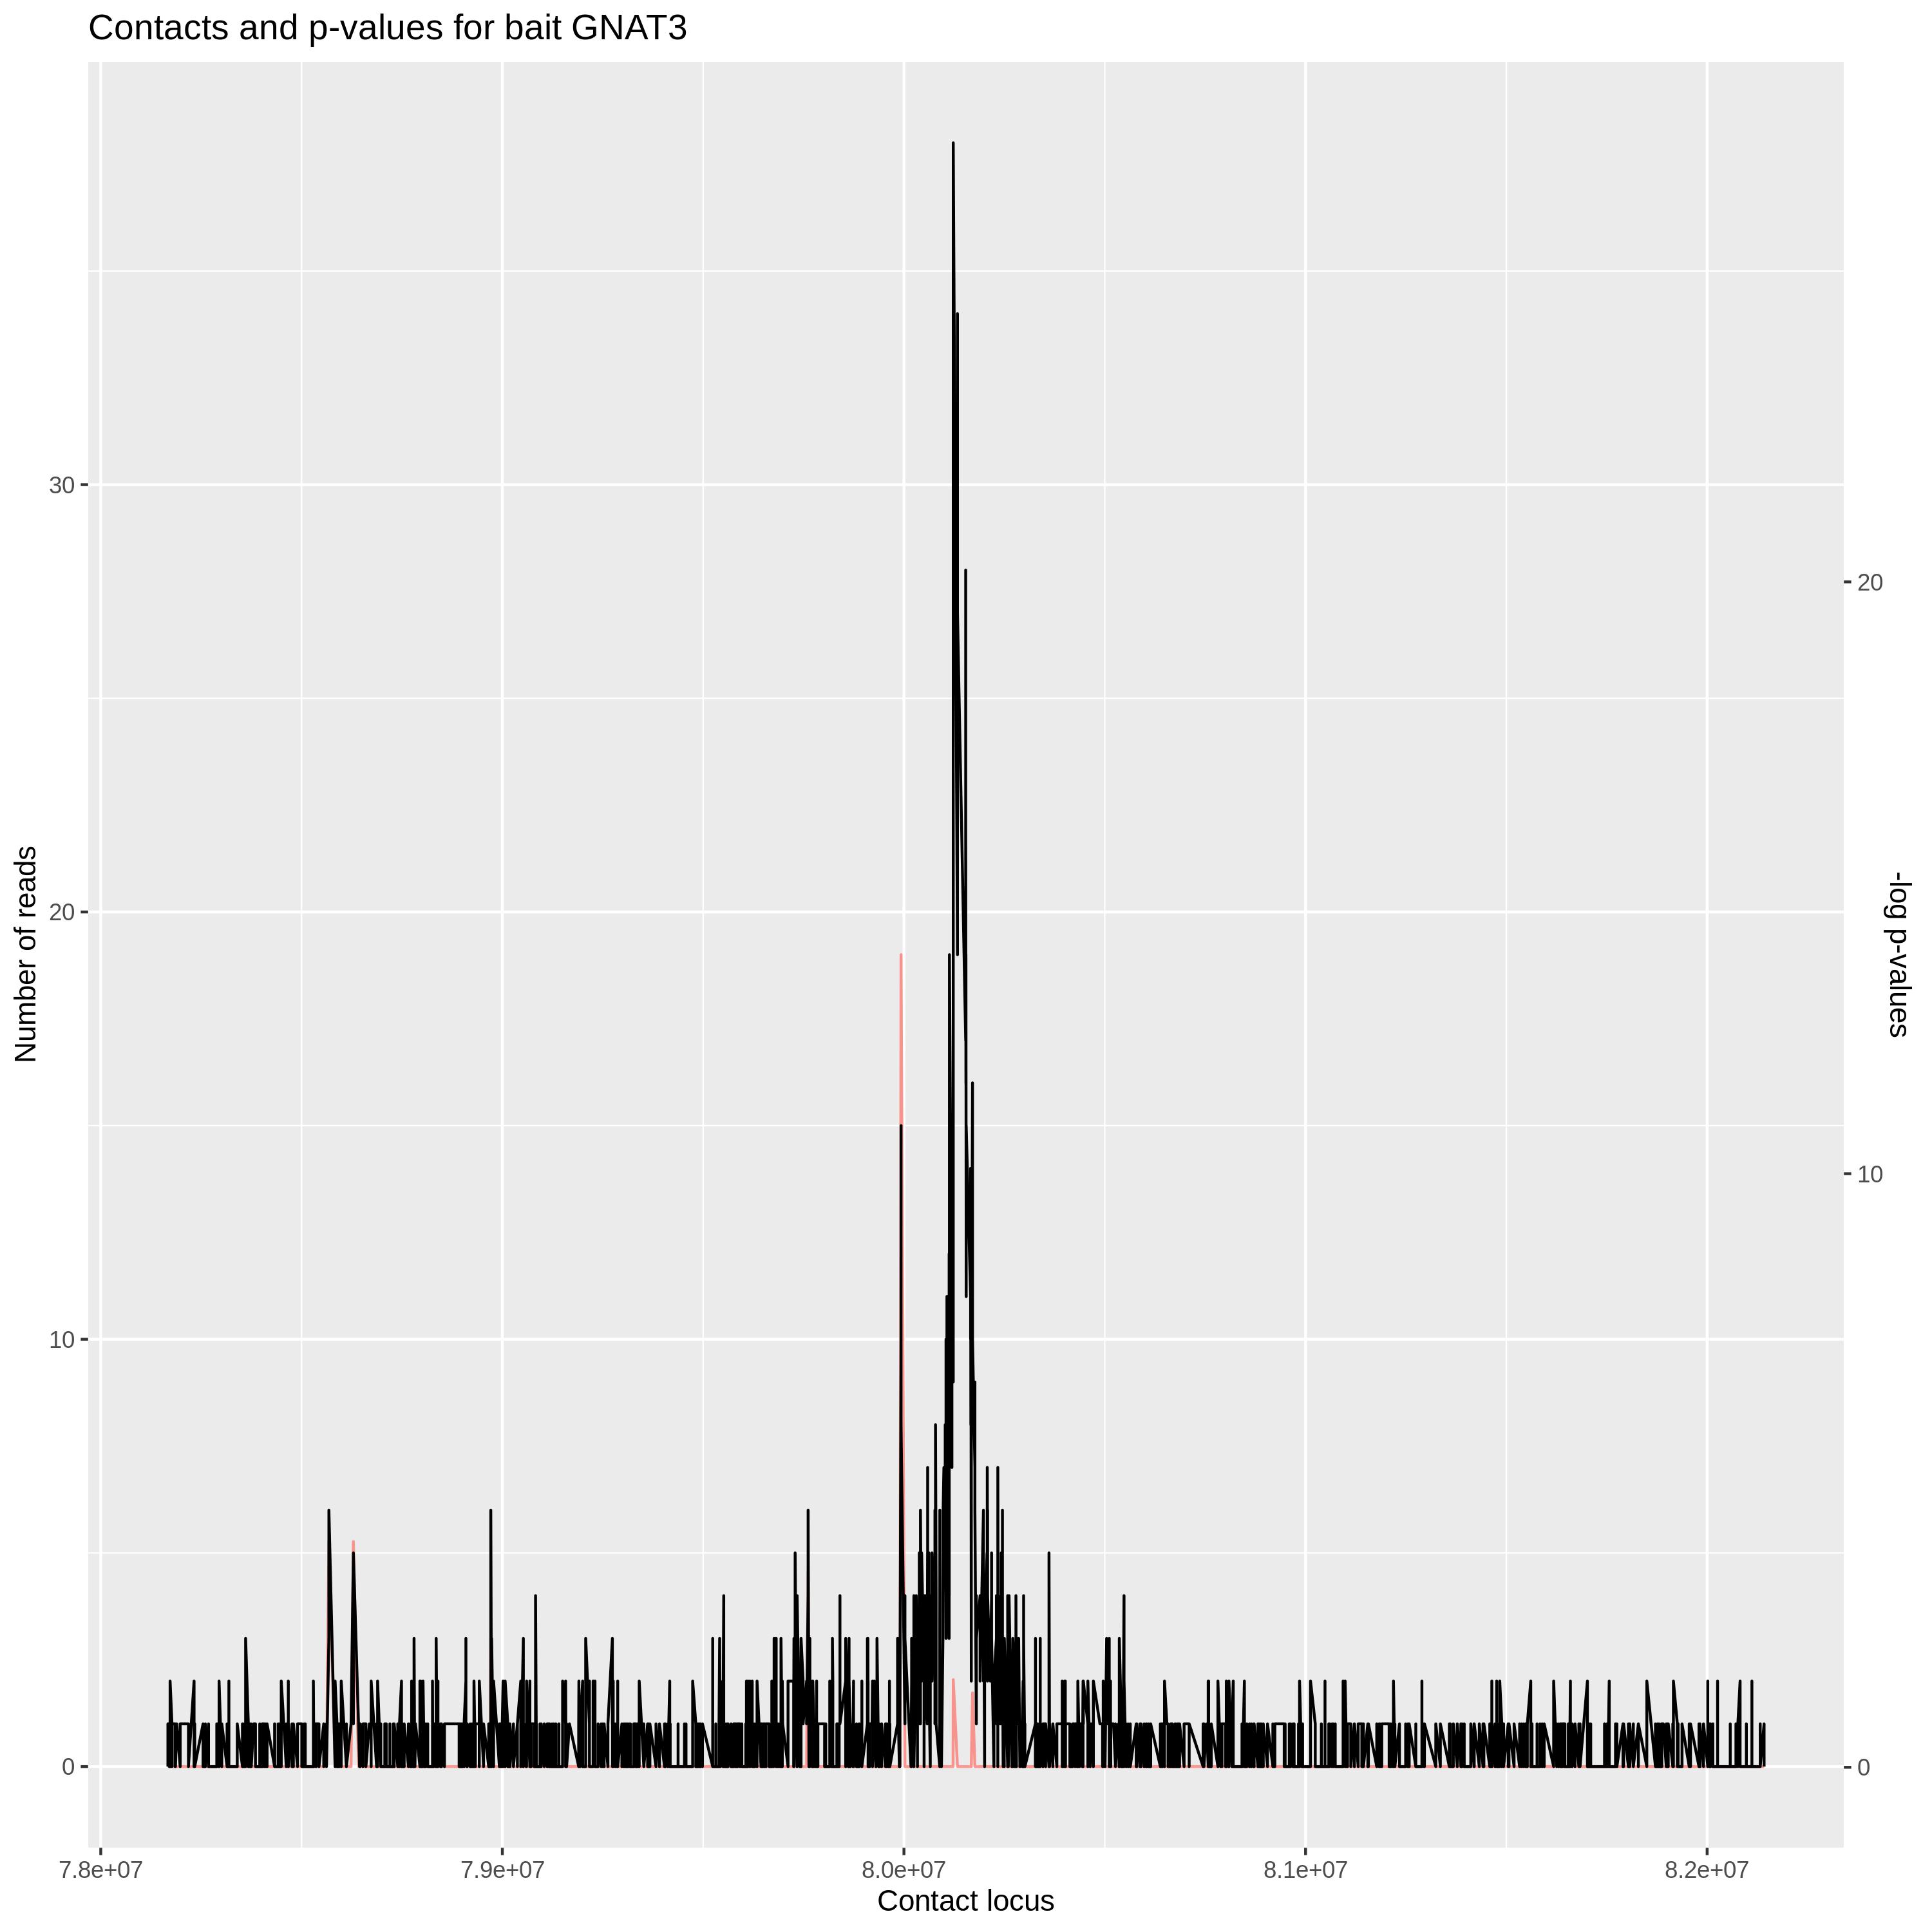 Contacts and p-values for bait GNAT3
Number of reads
30
20
10
0
20
10
0
-log p-values
7.8e+07
7.9e+07
8.0e+07
8.1e+07
8.2e+07
Contact locus